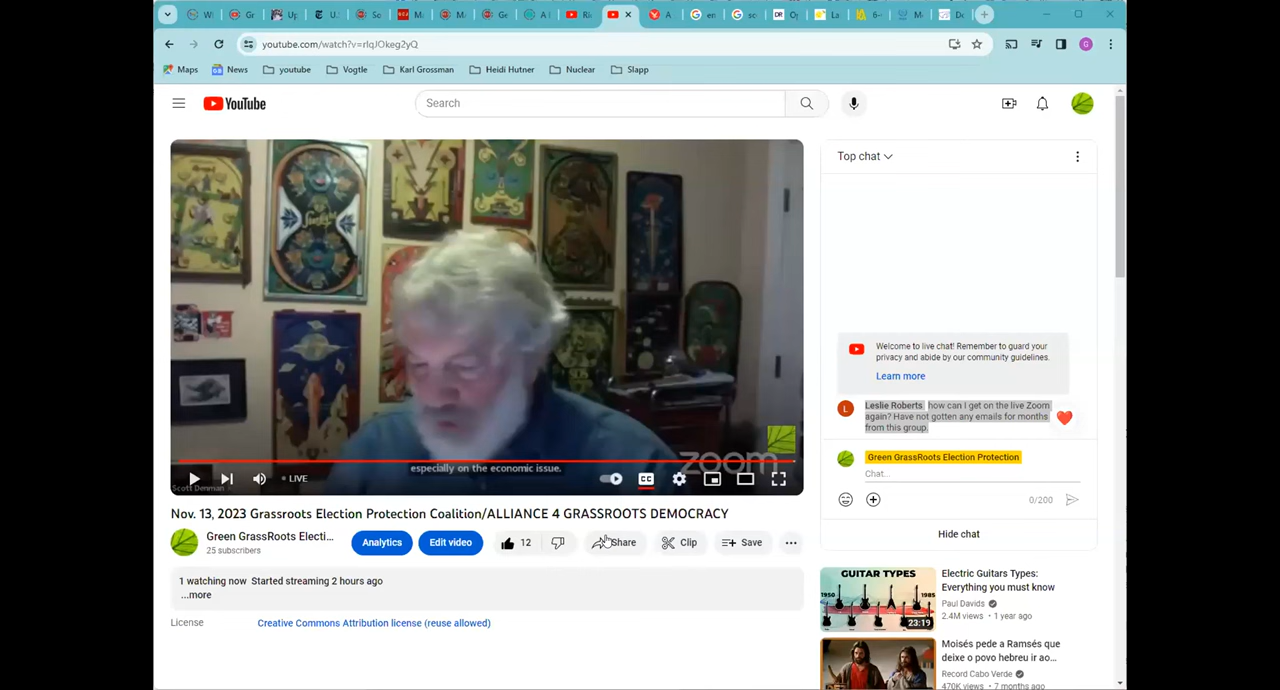 youtube.com/watch?v=rIqJOkeg2yQ
Maps News youtube Vogtle Karl Grossman Heidi Hutner Nuclear Slapp
YouTube
Search
Top chat
Welcome to live chat! Remember to guard your
privacy and abide by our community guidelines.
Learn more
Leslie Roberts how can I get on the live Zoom
again? Have not gotten any emails for months
from this group.
Green GrassRoots Election Protection
Chat...
0/200
Hide chat
especially on the economic issue.
zoom
LIVE
Scott Denman
Nov. 13, 2023 Grassroots Election Protection Coalition/ALLIANCE 4 GRASSROOTS DEMOCRACY
Green GrassRoots Electi...
25 subscribers
Analytics
Edit video
12
Share
Clip
Save
1 watching now Started streaming 2 hours ago
...more
License
Creative Commons Attribution license (reuse allowed)
GUITAR TYPES
1950
1985
23:19
Electric Guitars Types:
Everything you must know
Paul Davids
2.4M views • 1 year ago
Moisés pede a Ramsés que
deixe o povo hebreu ir ao...
Record Cabo Verde
470K views • 7 months ago